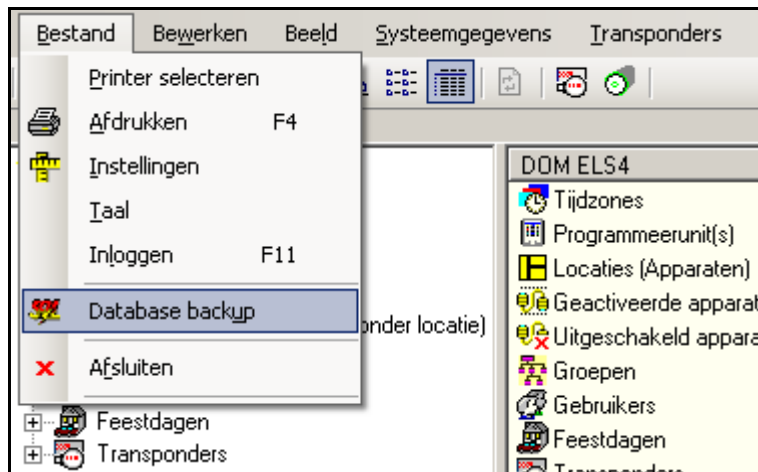 Bestand Bewerken Beeld Systeemgegevens Transponders
Printer selecteren
Afdrukken F4
Instellingen
Taal
Inloggen F11
Database backup
Afsluiten
onder locatie)
Feestdagen
Transponders
DOM ELS4
Tijdzones
Programmeerunit(s)
Locaties (Apparaten)
Geactiveerde apparat
Uitgeschakeld appara
Groepen
Gebruikers
Feestdagen
Transponders